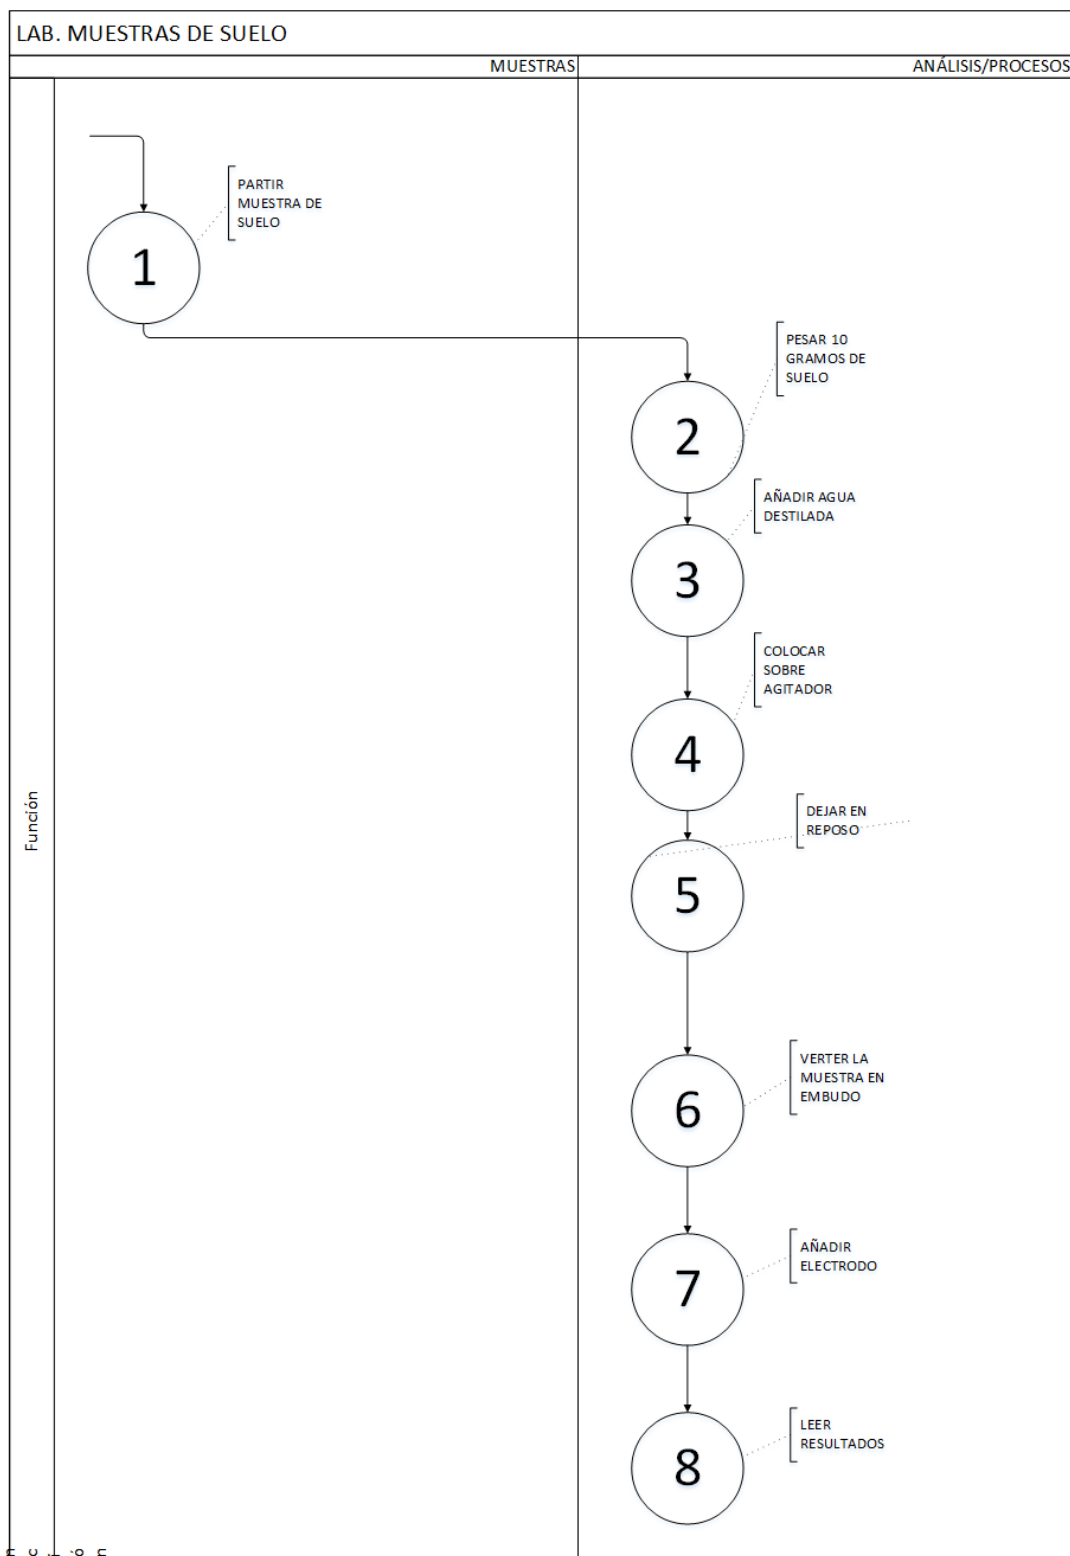 LAB. MUESTRAS DE SUELO
MUESTRAS
ANÁLISIS/PROCESOS
Función
PARTIR
MUESTRA DE
SUELO
1
PESAR 10
GRAMOS DE
SUELO
2
AÑADIR AGUA
DESTILADA
3
COLOCAR
SOBRE
AGITADOR
4
DEJAR EN
REPOSO
5
VERTER LA
MUESTRA EN
EMBUDO
6
AÑADIR
ELECTRODO
7
LEER
RESULTADOS
8